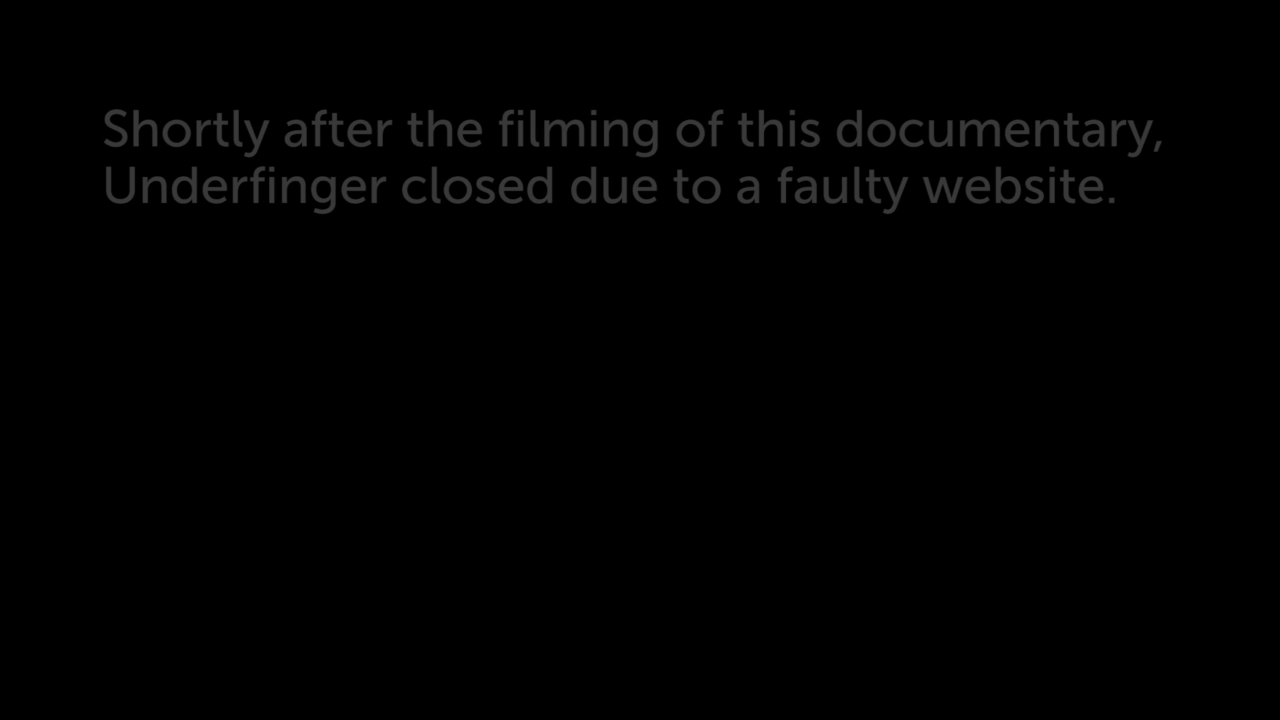 Shortly after the filming of this documentary,
Underfinger closed due to a faulty website.